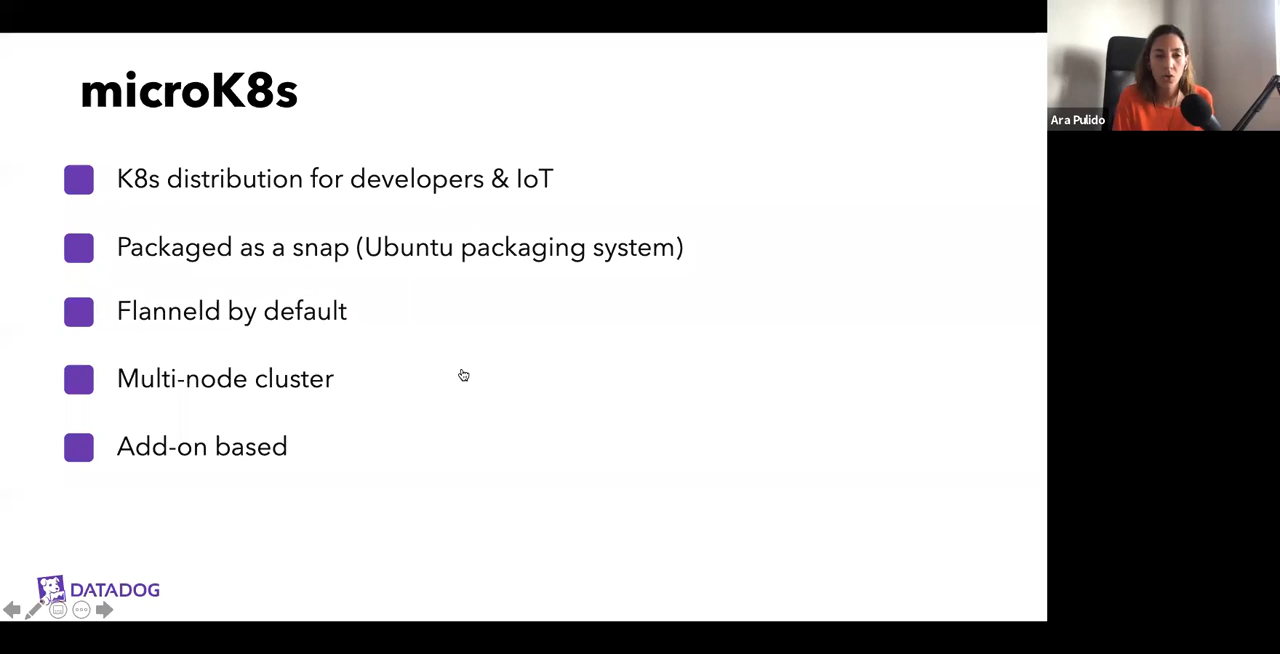 microK8s
Ara Pulido
K8s distribution for developers & IoT
Packaged as a snap (Ubuntu packaging system)
Flanneld by default
Multi-node cluster
Add-on based
DATADOG